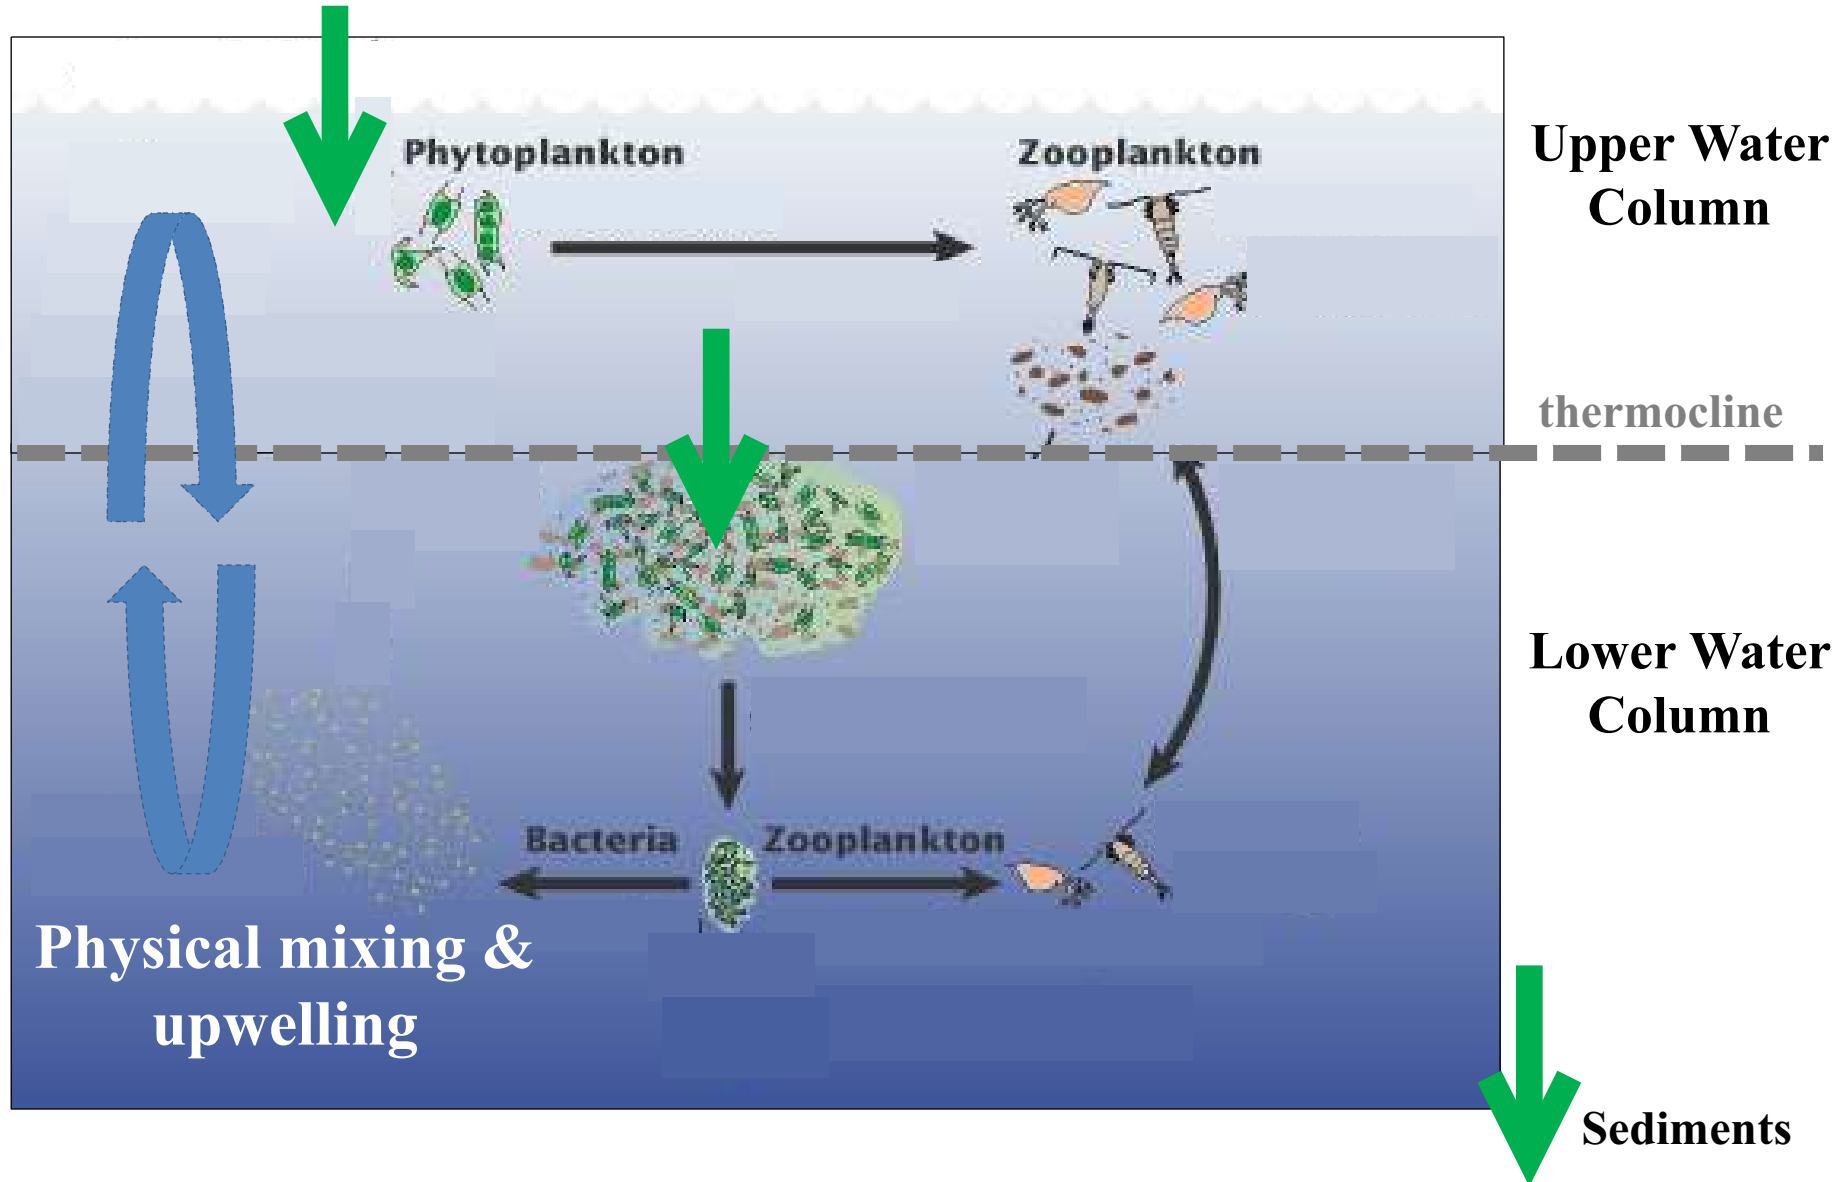 Phytoplankton
Zooplankton
Upper Water
Column
thermocline
Lower Water
Column
Bacteria
Zooplankton
Physical mixing &
upwelling
Sediments